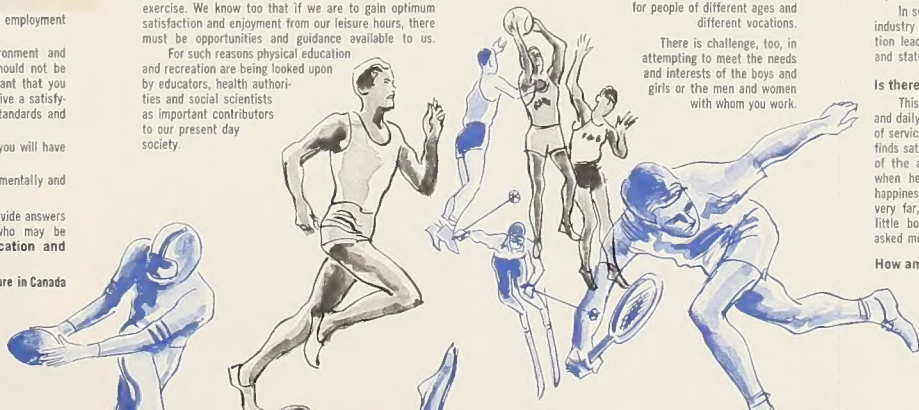 employment
ronment and
hould not be
ant that you
ive a satisfy-
tandards and
you will have
mentally and
vide answers
who may be
cation and
ure in Canada
exercise. We know too that if we are to gain optimum
satisfaction and enjoyment from our leisure hours, there
must be opportunities and guidance available to us.
For such reasons physical education
and recreation are being looked upon
by educators, health authori-
ties and social scientists
as important contributors
to our present day
society.
for people of different ages and
different vocations.
There is challenge, too, in
attempting to meet the needs
and interests of the boys and
girls or the men and women
with whom you work.
In s
industry
tion lead
and state
Is there
This
and daily
of servic
finds sat
of the a
when he
happines
very far,
little bo
asked me
How am